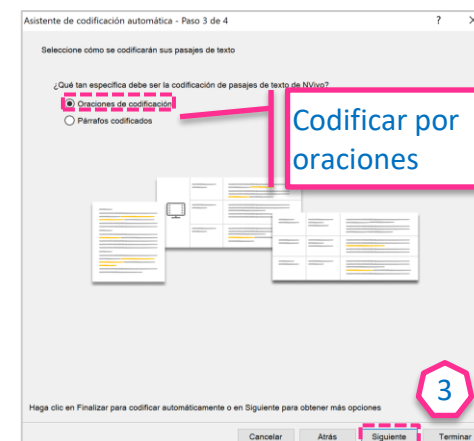 Asistente de codificación automática - Paso 3 de 4
?
Seleccione cómo se codificarán sus pasajes de texto
¿Qué tan específica debe ser la codificación de pasajes de texto de NVivo?
Oraciones de codificación
Párrafos codificados
Codificar por
oraciones
3
Haga clic en Finalizar para codificar automáticamente o en Siguiente para obtener más opciones
Cancelar Atrás Siguiente Terminar